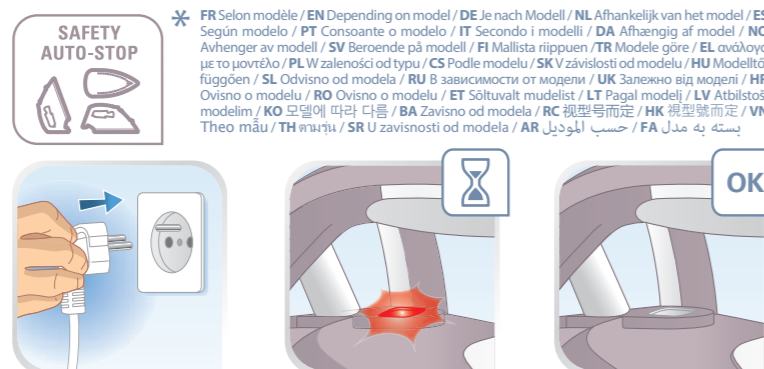 SAFETY
AUTO-STOP
* FR Selon modèle / EN Depending on model / DE Je nach Modell / NL Afhankelijk van het model / ES
Según modelo / PT Consoante o modelo / IT Secondo i modelli / DA Afhængig af model / NO
Avhenger av modell / SV Beroende på modell / FI Mallista riippuen /TR Modele göre / EL ανάλογα
με το μοντέλο / PL W zaleności od typu / CS Podle modelu / SK V závislosti od modelu / HU Modelltől
függően / SL Odvisno od modela / RU В зависимости от модели / UK Залежно від моделі / HR
Ovisno o modelu / RO Ovisno o modelu / ET Sõltuvalt mudelist / LT Pagal modelį / LV Atbilstoši
modelim / KO 모델에 따라 다름 / BA Zavisno od modela / RC 视型号而定 / HK 視型號而定 / VN
Theo mẫu / TH ตามรุ่น / SR U zavisnosti od modela / AR حسب الموديل / FA بسته به مدل
OK